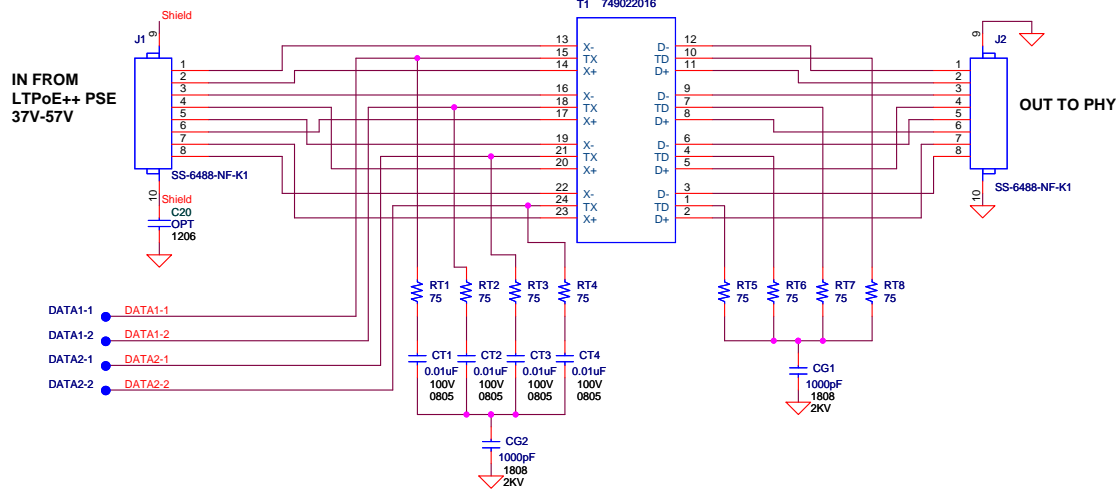 T1 749022016
Shield
9
J1
IN FROM
LTPoE++ PSE
37V-57V
1
2
3
4
5
6
7
8
SS-6488-NF-K1
10
Shield
C20
OPT
1206
13 X-
15 TX
14 X+
16 X-
18 TX
17 X+
19 X-
21 TX
20 X+
22 X-
24 TX
23 X+
D- 12
TD 10
D+ 11
D- 9
TD 7
D+ 8
D- 6
TD 4
D+ 5
D- 3
TD 1
D+ 2
9
J2
1
2
3
4
5
6
7
8
OUT TO PHY
SS-6488-NF-K1
10
DATA1-1 DATA1-1
DATA1-2 DATA1-2
DATA2-1 DATA2-1
DATA2-2 DATA2-2
RT1
75
RT2
75
RT3
75
RT4
75
CT1
0.01uF
100V
0805
CT2
0.01uF
100V
0805
CT3
0.01uF
100V
0805
CT4
0.01uF
100V
0805
CG2
1000pF
1808
2KV
RT5
75
RT6
75
RT7
75
RT8
75
CG1
1000pF
1808
2KV